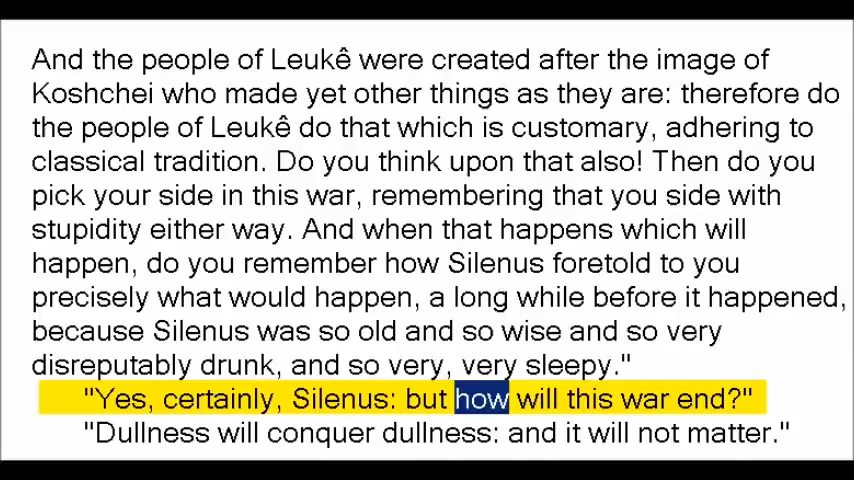 And the people of Leukê were created after the image of
Koshchei who made yet other things as they are: therefore do
the people of Leukê do that which is customary, adhering to
classical tradition. Do you think upon that also! Then do you
pick your side in this war, remembering that you side with
stupidity either way. And when that happens which will
happen, do you remember how Silenus foretold to you
precisely what would happen, a long while before it happened,
because Silenus was so old and so wise and so very
disreputably drunk, and so very, very sleepy."
"Yes, certainly, Silenus: but how will this war end?"
"Dullness will conquer dullness: and it will not matter."